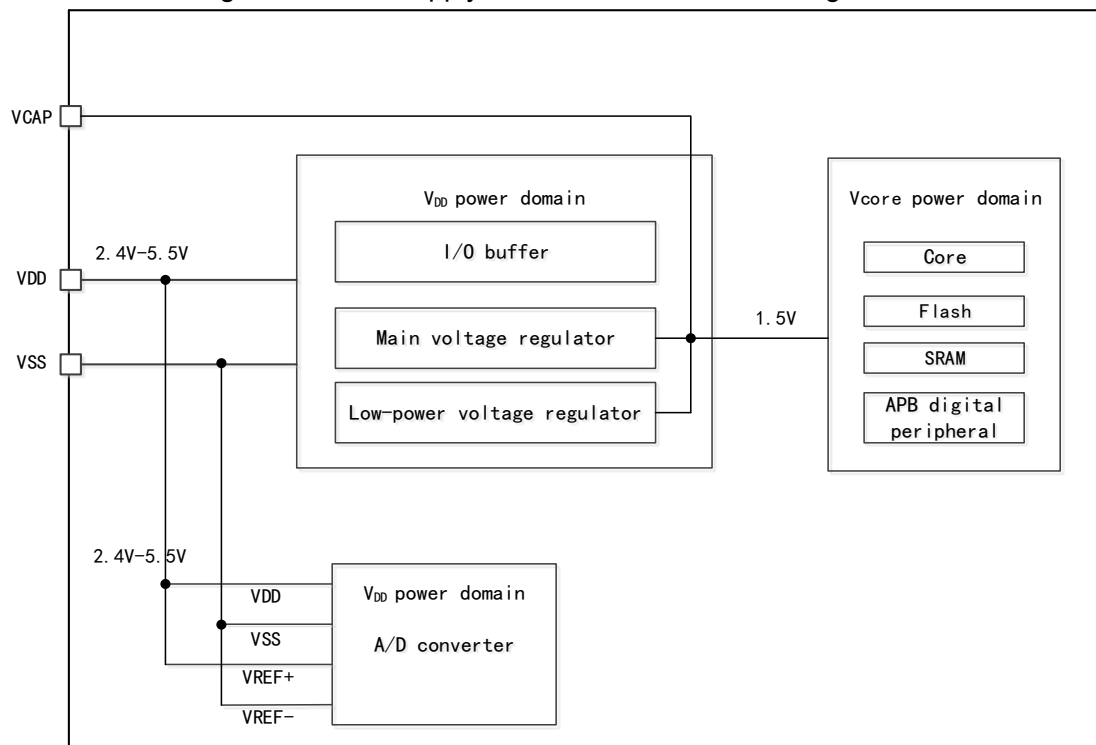 VCAP
V_DD power domain
Vcore power domain
I/O buffer
Core
2.4V-5.5V
VDD
Flash
1.5V
Main voltage regulator
SRAM
VSS
Low-power voltage regulator
APB digital
peripheral
2.4V-5.5V
V_DD power domain
VDD
A/D converter
VSS
VREF+
VREF-